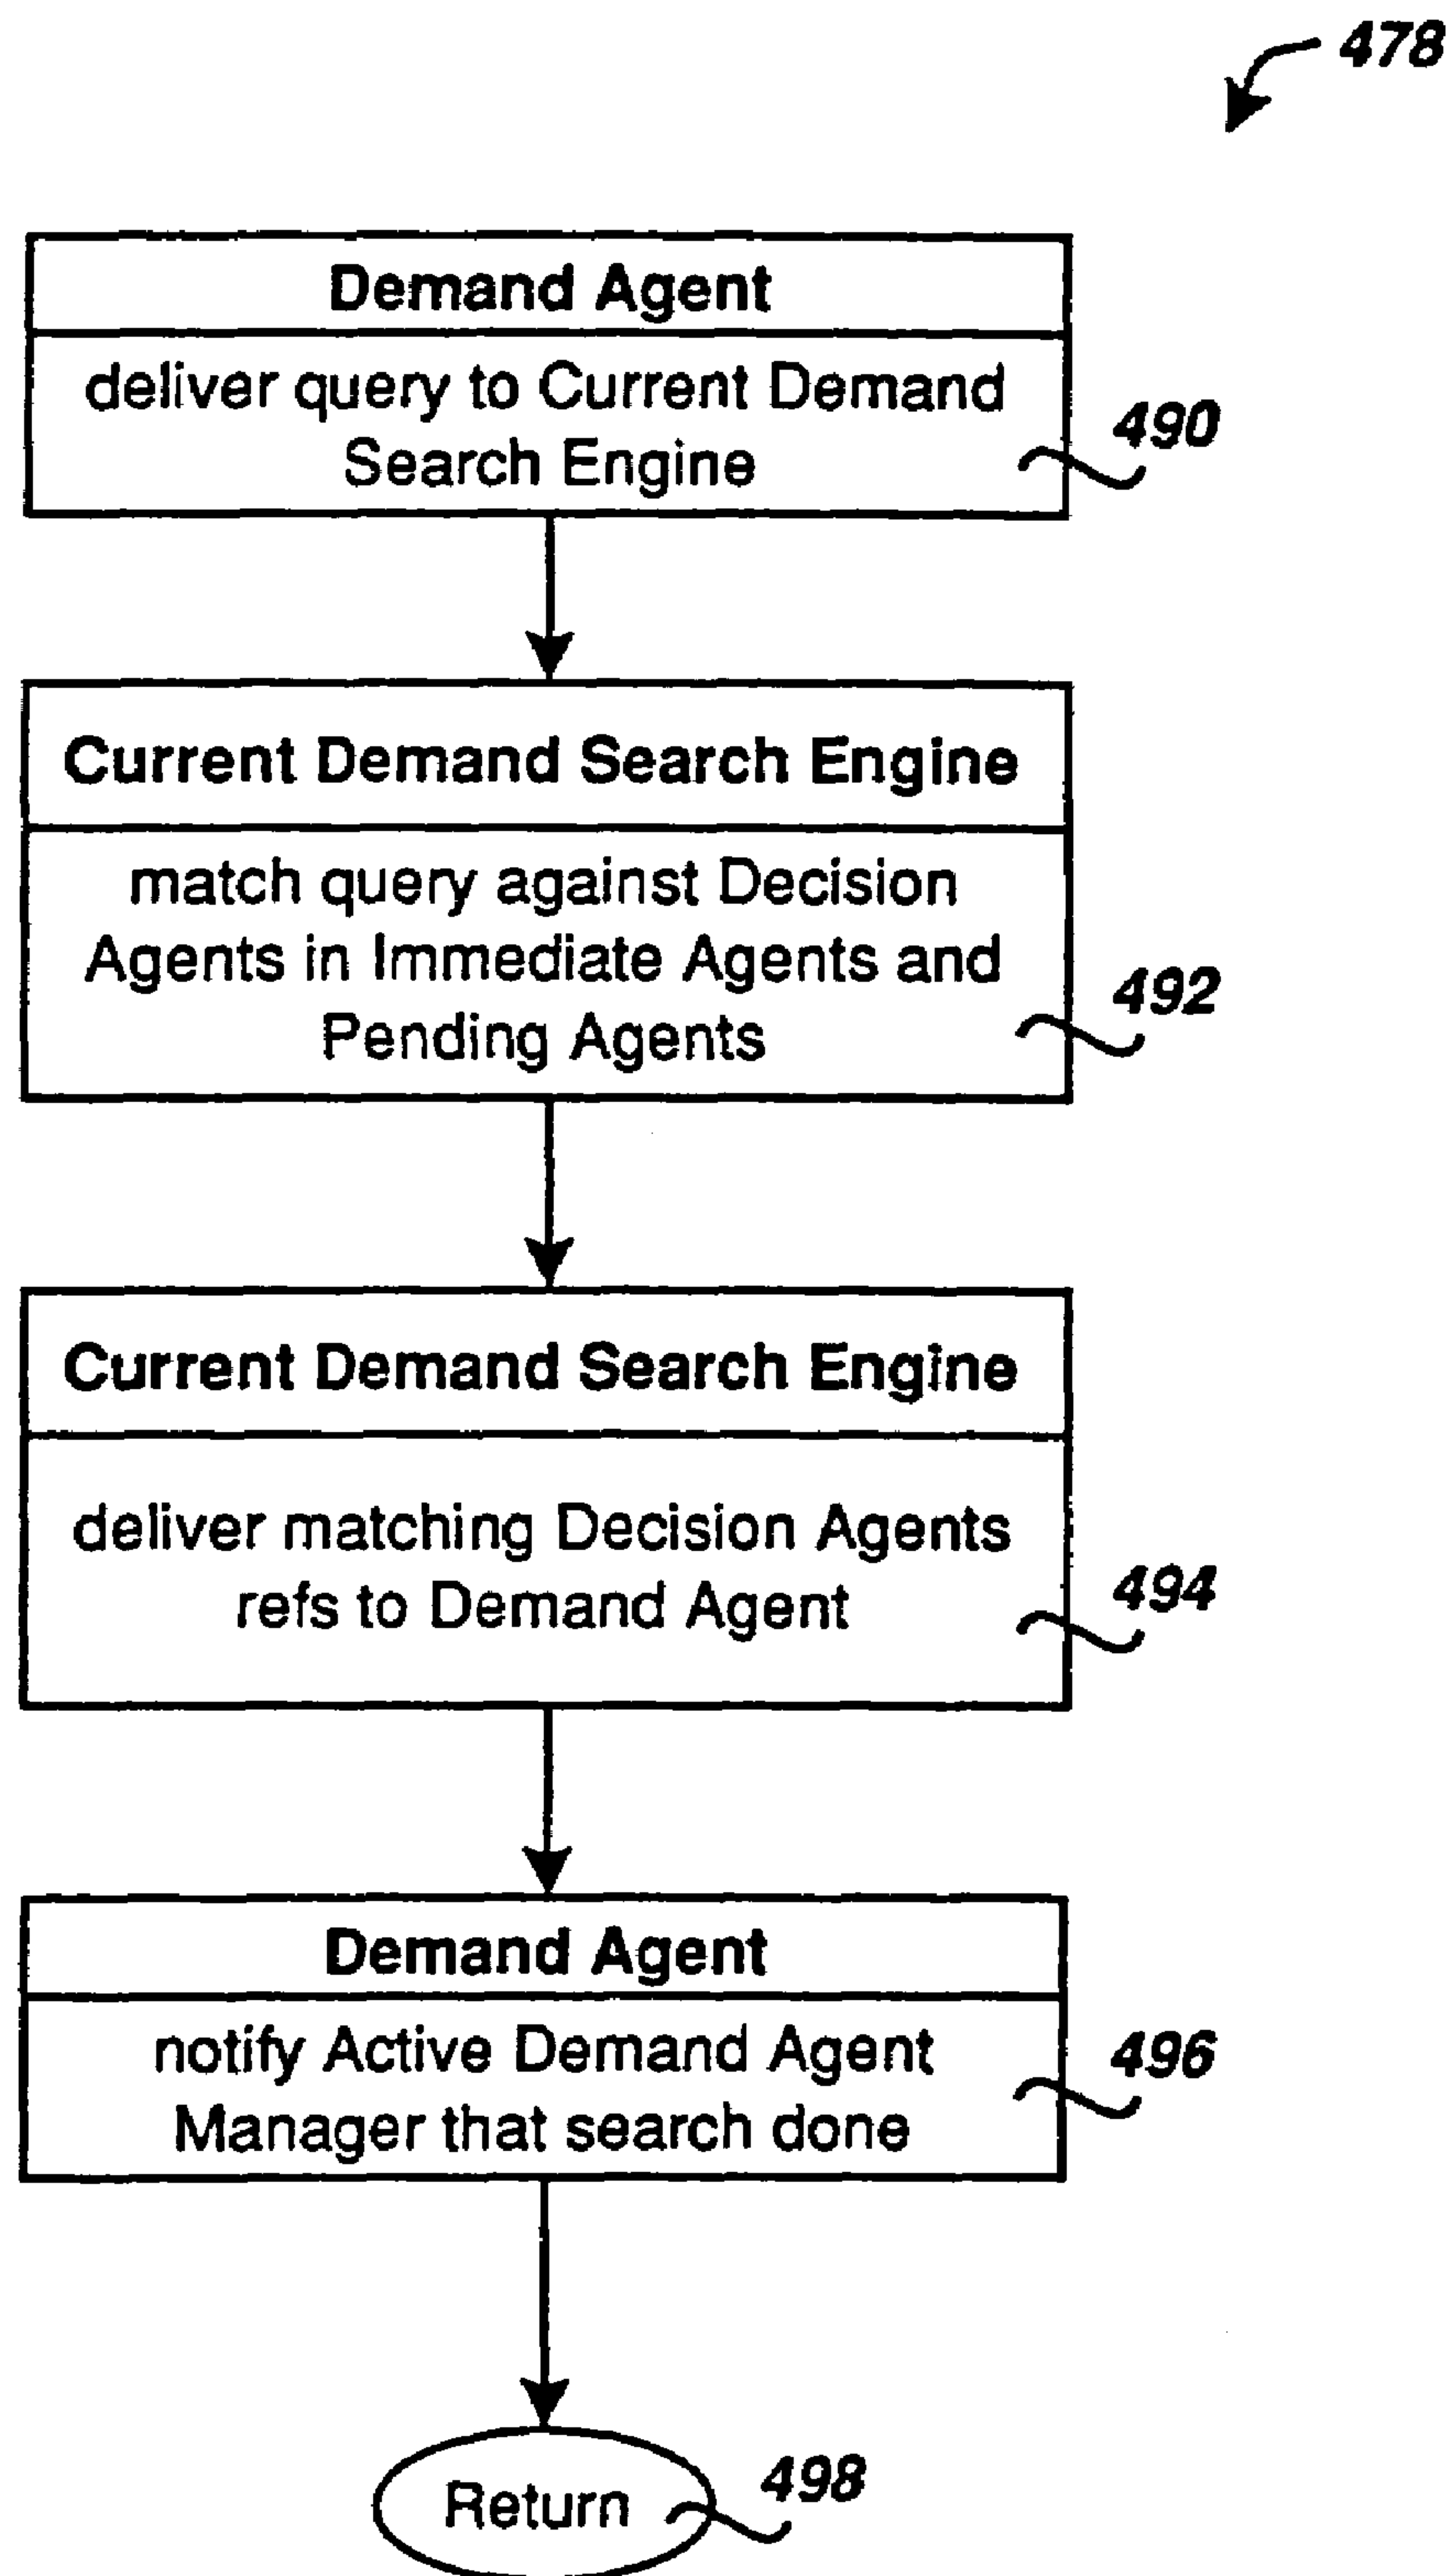 478
Demand Agent
deliver query to Current Demand
Search Engine
490
Current Demand Search Engine
match query against Decision
Agents in Immediate Agents and
Pending Agents
492
Current Demand Search Engine
deliver matching Decision Agents
refs to Demand Agent
494
Demand Agent
notify Active Demand Agent
Manager that search done
496
Return
498